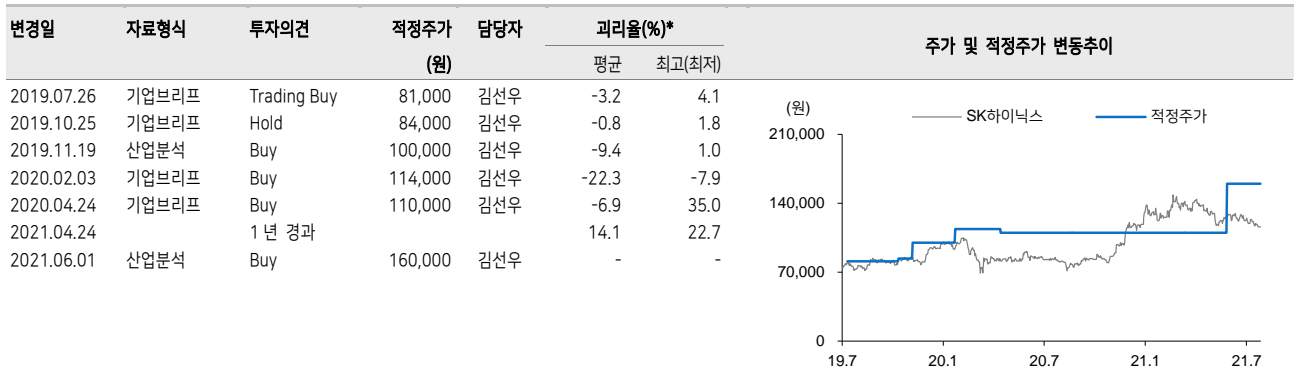 변경일 자료형식 투자의견 적정주가 담당자 괴리율(%)* 주가 및 적정주가 변동추이
(원) 평균 최고(최저)
2019.07.26 기업브리프 Trading Buy 81,000 김선우 -3.2 4.1
2019.10.25 기업브리프 Hold 84,000 김선우 -0.8 1.8
2019.11.19 산업분석 Buy 100,000 김선우 -9.4 1.0
2020.02.03 기업브리프 Buy 114,000 김선우 -22.3 -7.9
2020.04.24 기업브리프 Buy 110,000 김선우 -6.9 35.0
2021.04.24 1년 경과 14.1 22.7
2021.06.01 산업분석 Buy 160,000 김선우 - -
(원) SK하이닉스 적정주가
210,000
140,000
70,000
0
19.7 20.1 20.7 21.1 21.7